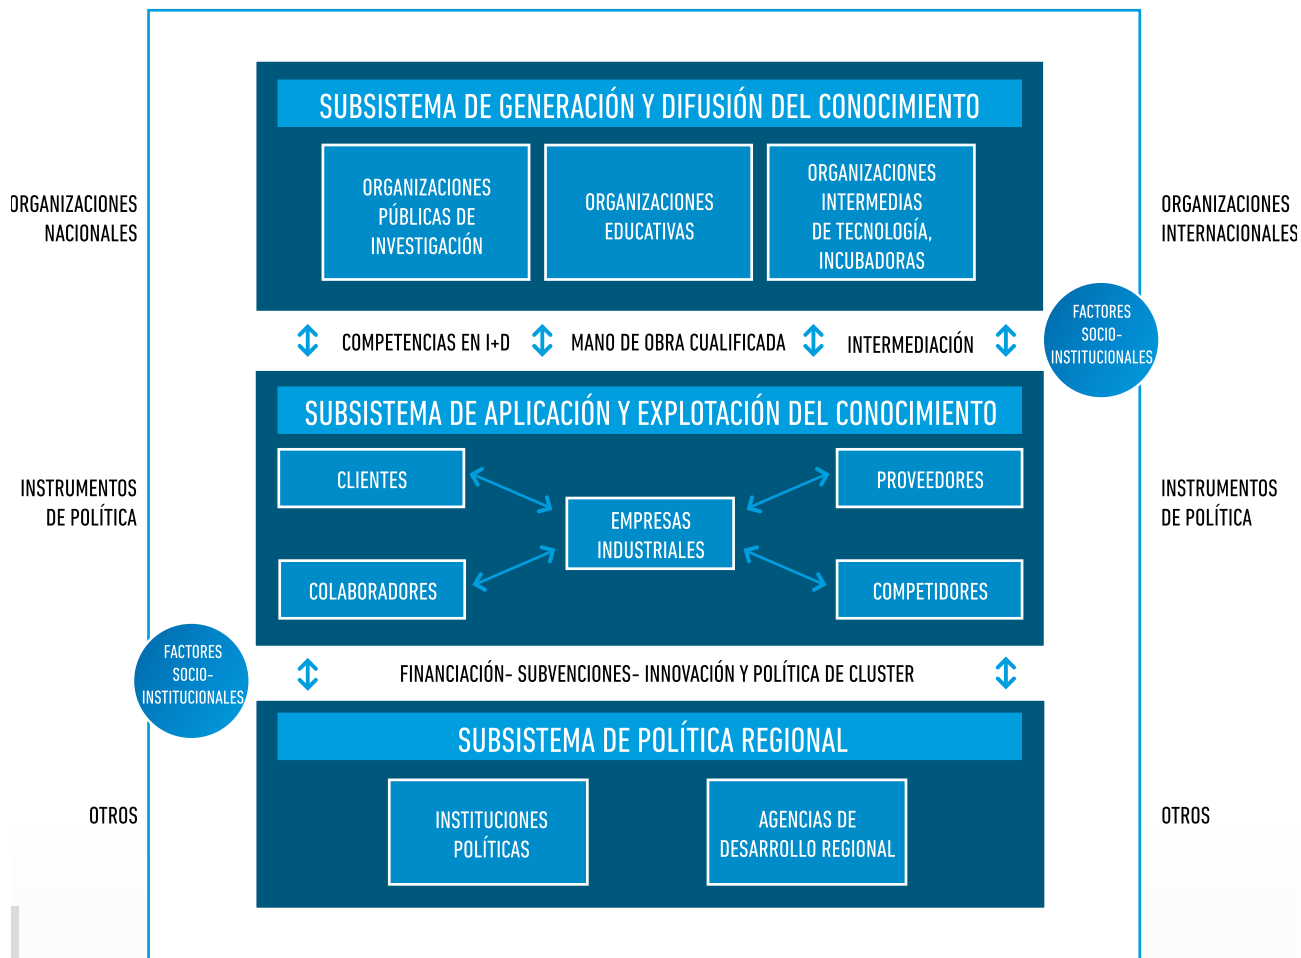 SUBSISTEMA DE GENERACIÓN Y DIFUSIÓN DEL CONOCIMIENTO
ORGANIZACIONES
PÚBLICAS DE
INVESTIGACIÓN
ORGANIZACIONES
EDUCATIVAS
ORGANIZACIONES
INTERMEDIAS
DE TECNOLOGÍA,
INCUBADORAS
ORGANIZACIONES
NACIONALES
ORGANIZACIONES
INTERNACIONALES
FACTORES
SOCIO-
INSTITUCIONALES
COMPETENCIAS EN I+D
MANO DE OBRA CUALIFICADA
INTERMEDIACIÓN
SUBSISTEMA DE APLICACIÓN Y EXPLOTACIÓN DEL CONOCIMIENTO
CLIENTES
PROVEEDORES
EMPRESAS
INDUSTRIALES
COLABORADORES
COMPETIDORES
INSTRUMENTOS
DE POLÍTICA
INSTRUMENTOS
DE POLÍTICA
FACTORES
SOCIO-
INSTITUCIONALES
FINANCIACIÓN- SUBVENCIONES- INNOVACIÓN Y POLÍTICA DE CLUSTER
SUBSISTEMA DE POLÍTICA REGIONAL
INSTITUCIONES
POLÍTICAS
AGENCIAS DE
DESARROLLO REGIONAL
OTROS
OTROS